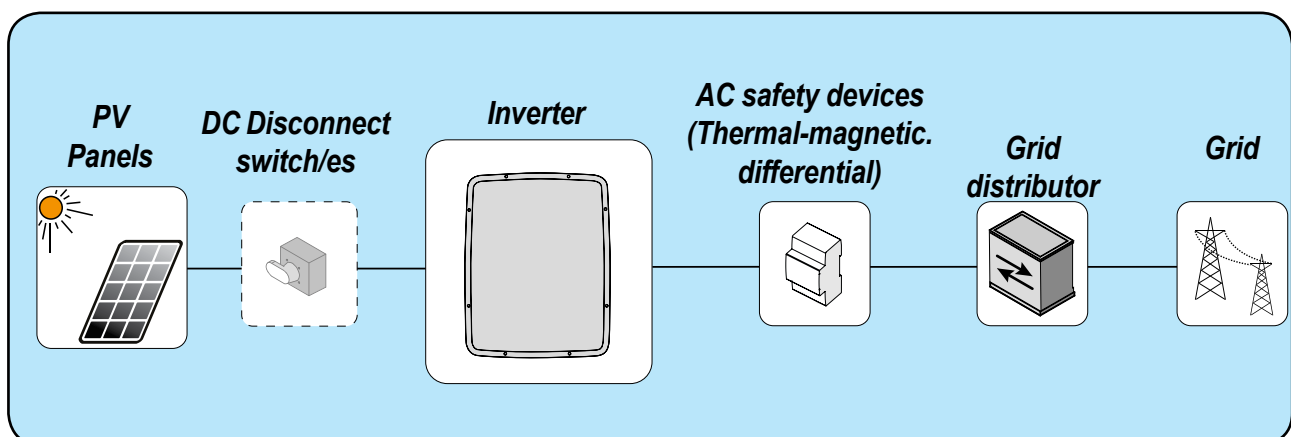 PV
Panels
DC Disconnect
switch/es
Inverter
AC safety devices
(Thermal-magnetic.
differential)
Grid
distributor
Grid